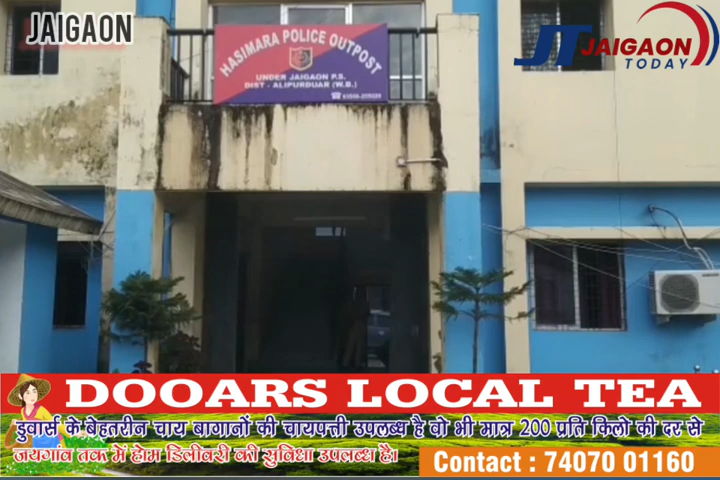 JAIGAON
JT JAIGAON
TODAY
HASIMARA POLICE OUTPOST
UNDER JAIGAON P.S.
DIST - ALIPURDUAR (W.B.)
DOOARS LOCAL TEA
डुवार्स के बेहतरीन चाय बागानों की चायपत्ती उपलब्ध है वो भी मात्र 200 प्रति किलो की दर से
जयगांव तक में होम डिलीवरी की सुविधा उपलब्ध है।
Contact : 74070 01160